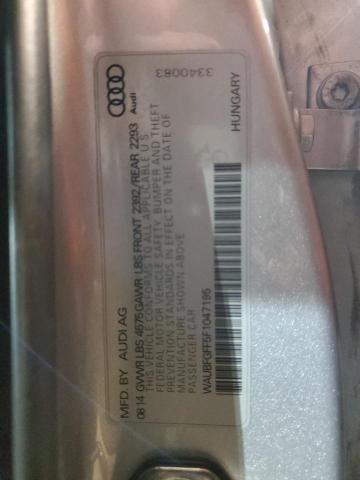 Audi
3340083
MFD. BY AUDI AG
08 14 GVWR LBS 4575 GAWR LBS FRONT 2392/REAR 2293
THIS VEHICLE CONFORMS TO ALL APPLICABLE U S
FEDERAL MOTOR VEHICLE SAFETY, BUMPER AND THEFT
PREVENTION STANDARDS IN EFFECT ON THE DATE OF
MANUFACTURE SHOWN ABOVE
PASSENGER CAR
WAUBFGFF5F1047195
HUNGARY